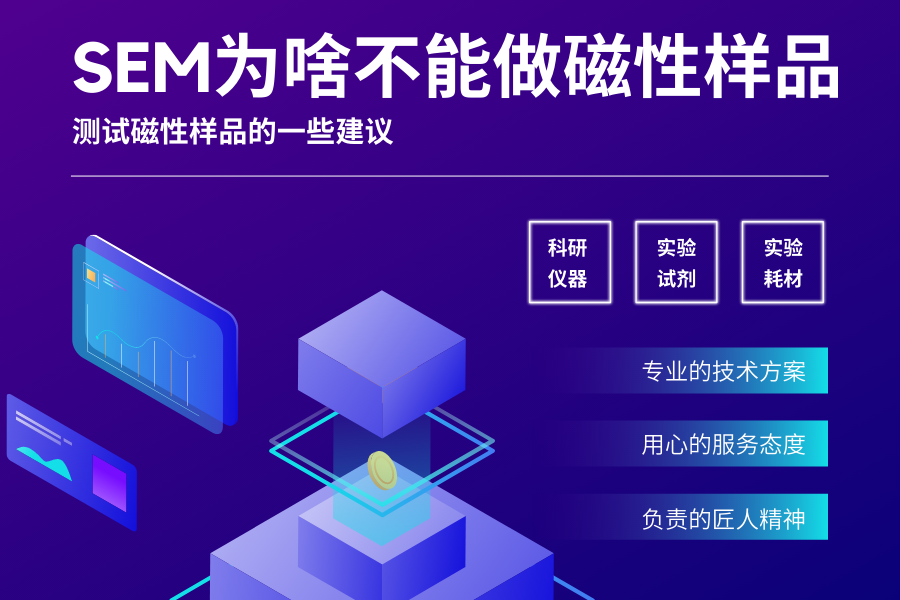 SEM为啥不能做磁性样品
测试磁性样品的一些建议
科研
仪器
实验
试剂
实验
耗材
专业的技术方案
用心的服务态度
负责的匠人精神